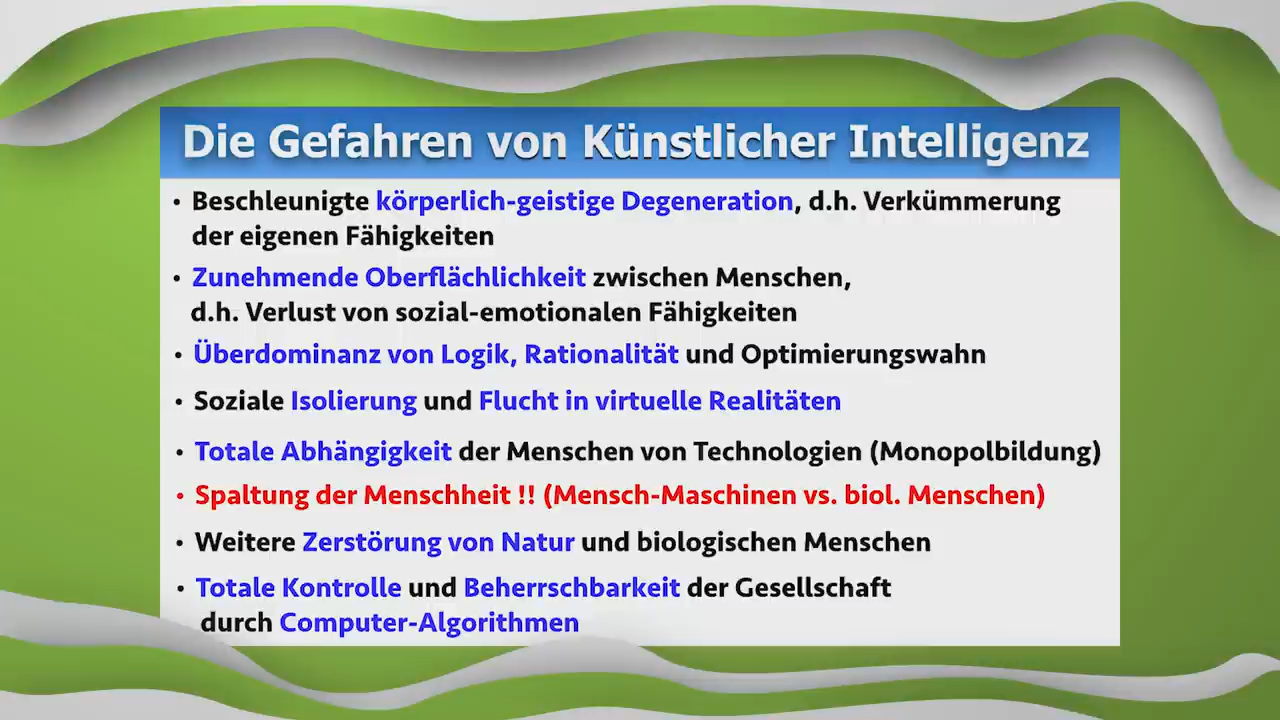 Die Gefahren von Künstlicher Intelligenz
• Beschleunigte körperlich-geistige Degeneration, d.h. Verkümmerung
der eigenen Fähigkeiten
• Zunehmende Oberflächlichkeit zwischen Menschen,
d.h. Verlust von sozial-emotionalen Fähigkeiten
• Überdominanz von Logik, Rationalität und Optimierungswahn
• Soziale Isolierung und Flucht in virtuelle Realitäten
• Totale Abhängigkeit der Menschen von Technologien (Monopolbildung)
• Spaltung der Menschheit !! (Mensch-Maschinen vs. biol. Menschen)
• Weitere Zerstörung von Natur und biologischen Menschen
• Totale Kontrolle und Beherrschbarkeit der Gesellschaft
durch Computer-Algorithmen